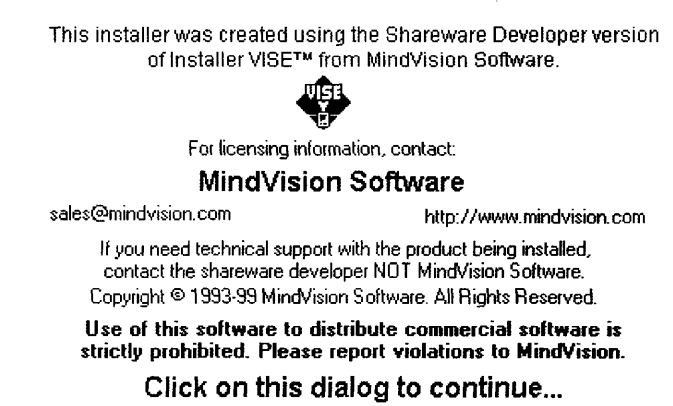 This installer was created using the Shareware Developer version
of Installer VISE™ from MindVision Software.
VISE
For licensing information, contact:
MindVision Software
sales@mindvision.com http://www.mindvision.com
If you need technical support with the product being installed,
contact the shareware developer NOT MindVision Software.
Copyright © 1993-99 MindVision Software. All Rights Reserved.
Use of this software to distribute commercial software is
strictly prohibited. Please report violations to MindVision.
Click on this dialog to continue...